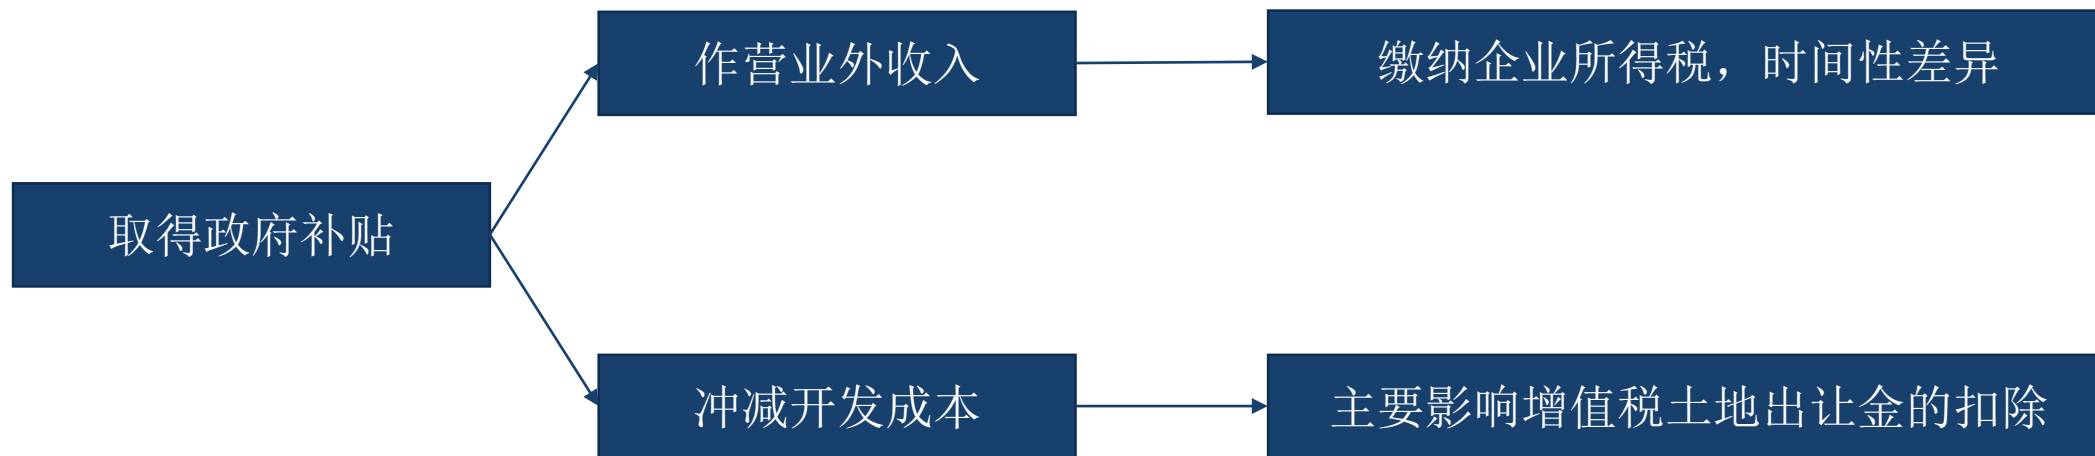 作营业外收入
缴纳企业所得税，时间性差异
取得政府补贴
冲减开发成本
主要影响增值税土地出让金的扣除